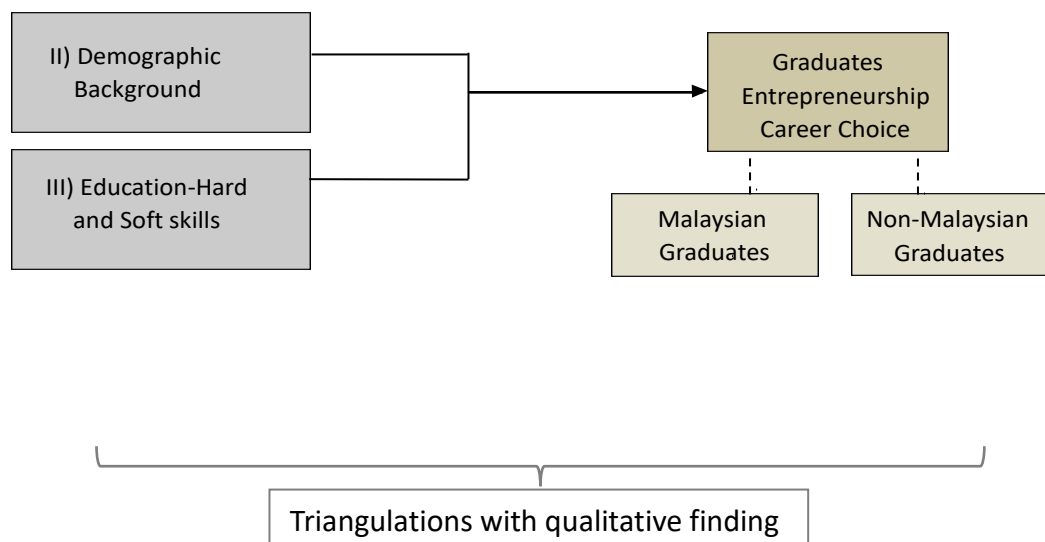 II) Demographic
Background
III) Education-Hard
and Soft skills
Graduates
Entrepreneurship
Career Choice
Malaysian
Graduates
Non-Malaysian
Graduates
Triangulations with qualitative finding